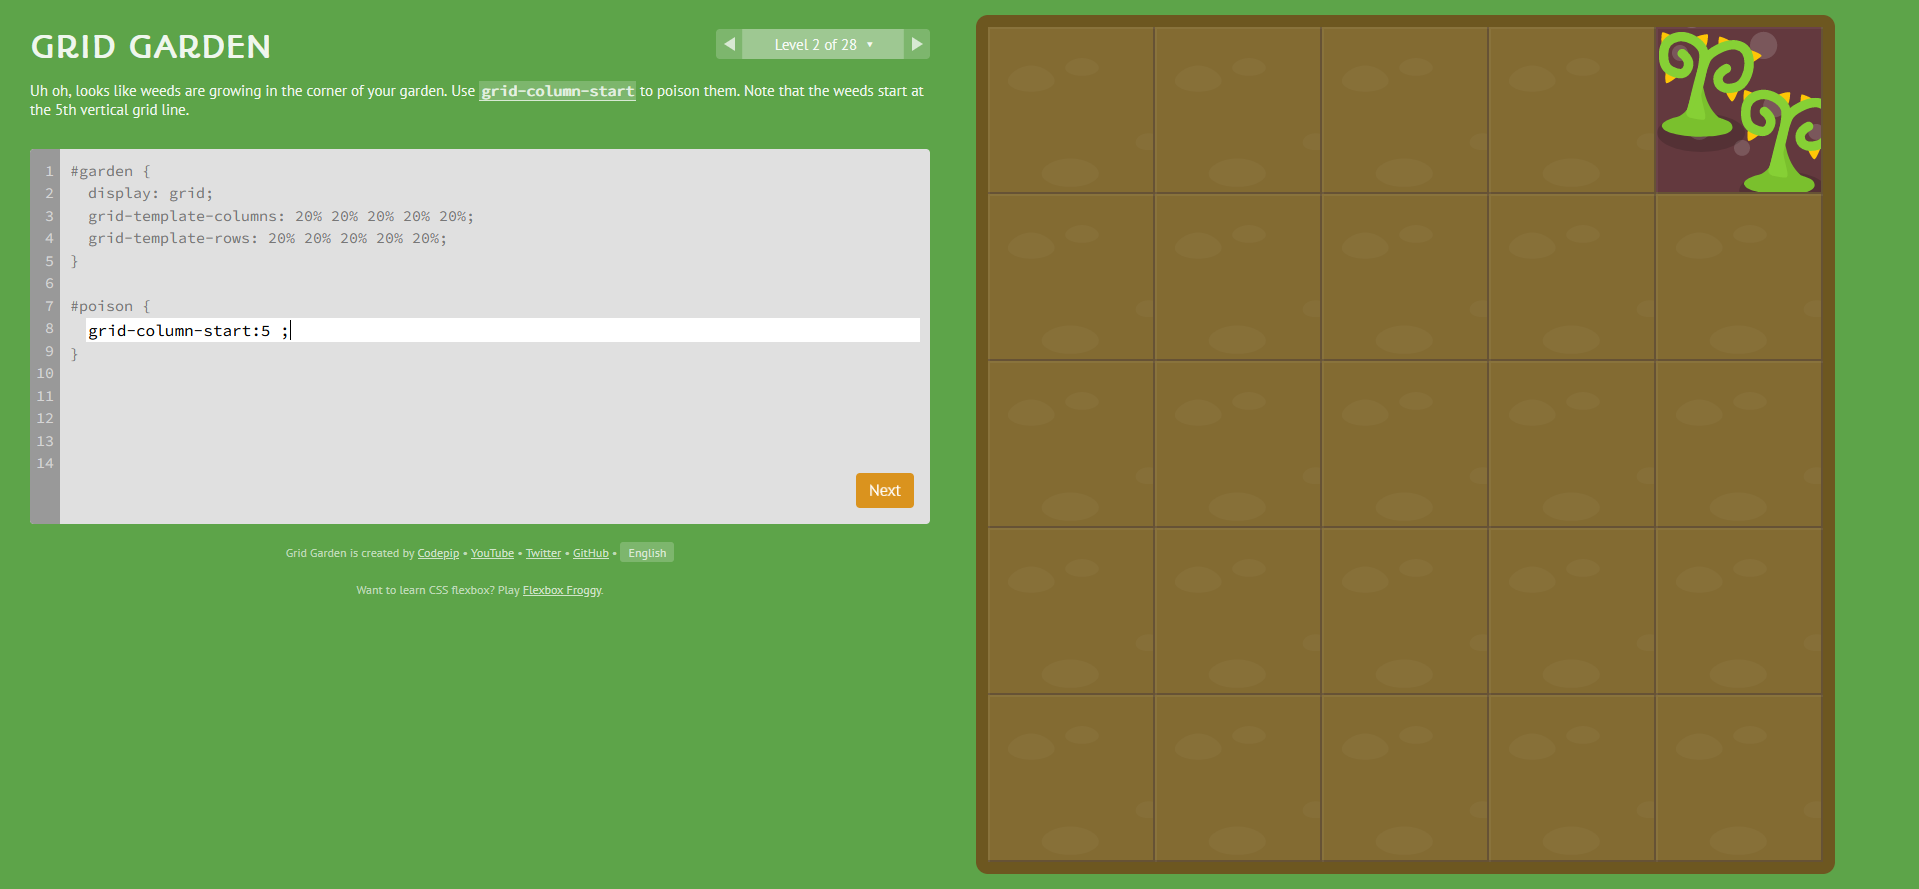 GRID GARDEN
◀ Level 2 of 28 ▼ ▶
Uh oh, looks like weeds are growing in the corner of your garden. Use grid-column-start to poison them. Note that the weeds start at
the 5th vertical grid line.
1 #garden {
2   display: grid;
3   grid-template-columns: 20% 20% 20% 20% 20%;
4   grid-template-rows: 20% 20% 20% 20% 20%;
5 }
6
7 #poison {
8   grid-column-start:5 ;
9 }
10
11
12
13
14
Next
Grid Garden is created by Codepip • YouTube • Twitter • GitHub • English
Want to learn CSS flexbox? Play Flexbox Froggy.